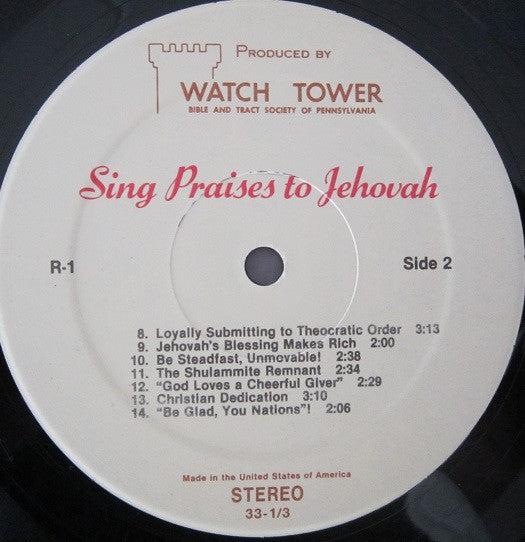 PRODUCED BY
WATCH TOWER
BIBLE AND TRACT SOCIETY OF PENNSYLVANIA
Sing Praises to Jehovah
R-1
Side 2
8. Loyally Submitting to Theocratic Order 3:13
9. Jehovah's Blessing Makes Rich 2:00
10. Be Steadfast, Unmovable! 2:38
11. The Shulammite Remnant 2:34
12. "God Loves a Cheerful Giver" 2:29
13. Christian Dedication 3:10
14. "Be Glad, You Nations"! 2:06
Made in the United States of America
STEREO
33-1/3